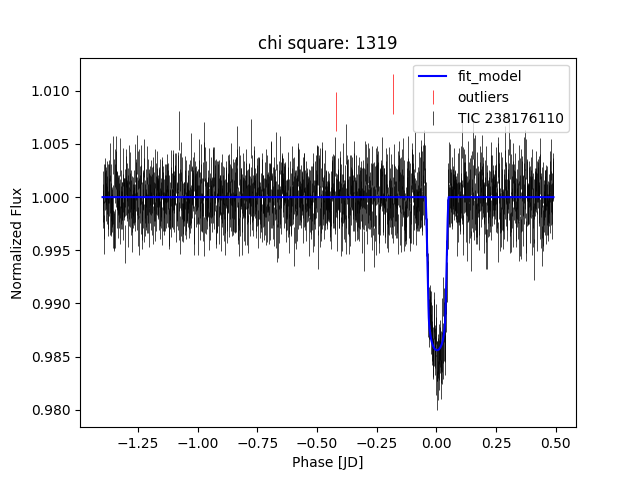 chi square: 1319
fit_model
outliers
TIC 238176110
1.010
1.005
1.000
0.995
0.990
0.985
0.980
Normalized Flux
−1.25 −1.00 −0.75 −0.50 −0.25 0.00 0.25 0.50
Phase [JD]